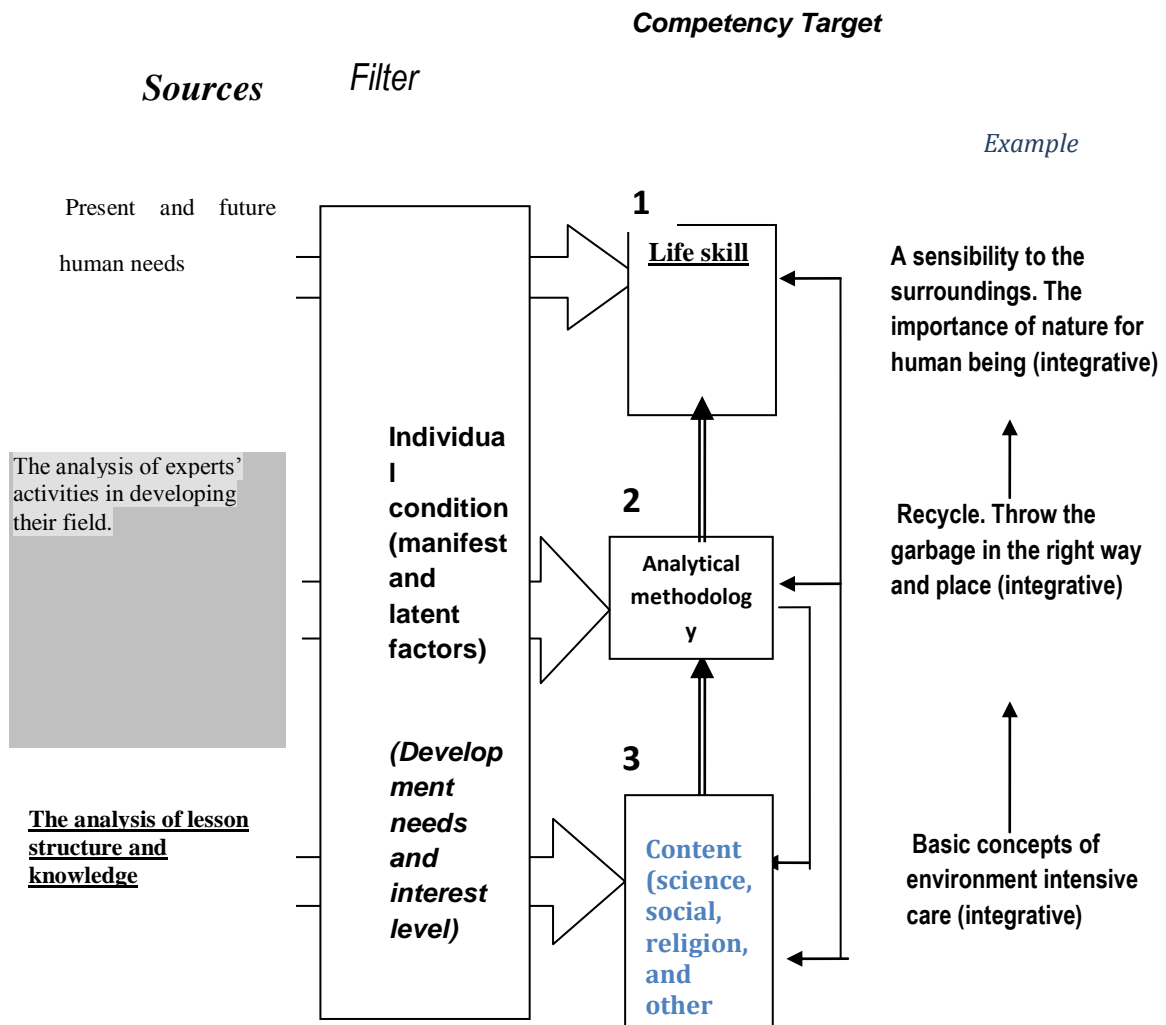 Competency Target
Sources
Filter
Example
Present and future
human needs
The analysis of experts’
activities in developing
their field.
The analysis of lesson
structure and
knowledge
Individua
l
condition
(manifest
and
latent
factors)
(Develop
ment
needs
and
interest
level)
1
Life skill
2
Analytical
methodolog
y
3
Content
(science,
social,
religion,
and
other
A sensibility to the
surroundings. The
importance of nature for
human being (integrative)
Recycle. Throw the
garbage in the right way
and place (integrative)
Basic concepts of
environment intensive
care (integrative)